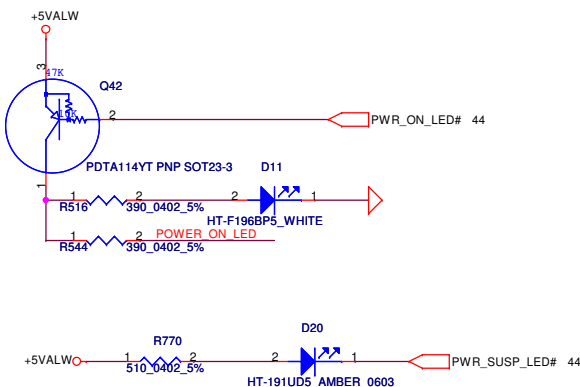 +5VALW
3
47K
Q42
10K
2
PWR_ON_LED# 44
PDTA114YT PNP SOT23-3
D11
1
1
2
2
1
R516
390_0402_5%
HT-F196BP5_WHITE
POWER_ON_LED
1
2
R544
390_0402_5%
D20
R770
+5VALW
1
2
2
1
PWR_SUSP_LED# 44
510_0402_5%
HT-191UD5_AMBER_0603